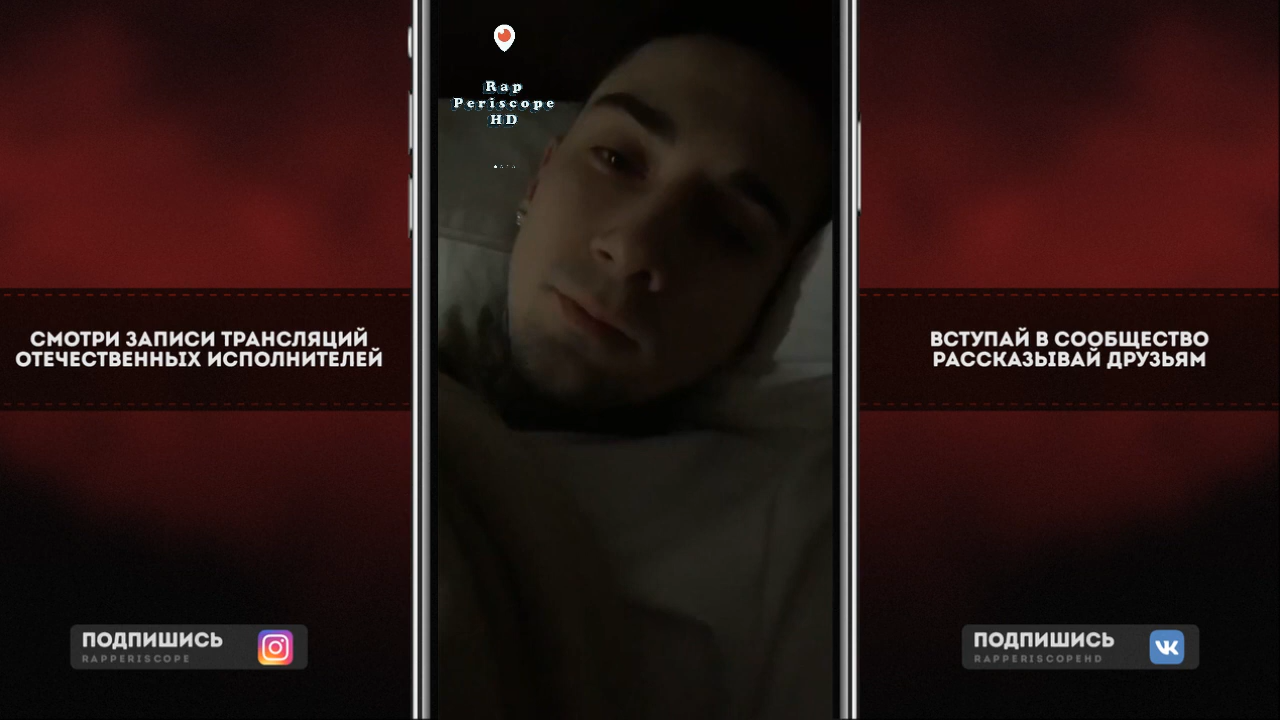 Rap
Periscope
HD
СМОТРИ ЗАПИСИ ТРАНСЛЯЦИЙ
ОТЕЧЕСТВЕННЫХ ИСПОЛНИТЕЛЕЙ
ВСТУПАЙ В СООБЩЕСТВО
РАССКАЗЫВАЙ ДРУЗЬЯМ
ПОДПИШИСЬ
RAPPERISCOPE
ПОДПИШИСЬ
RAPPERISCOPEHD